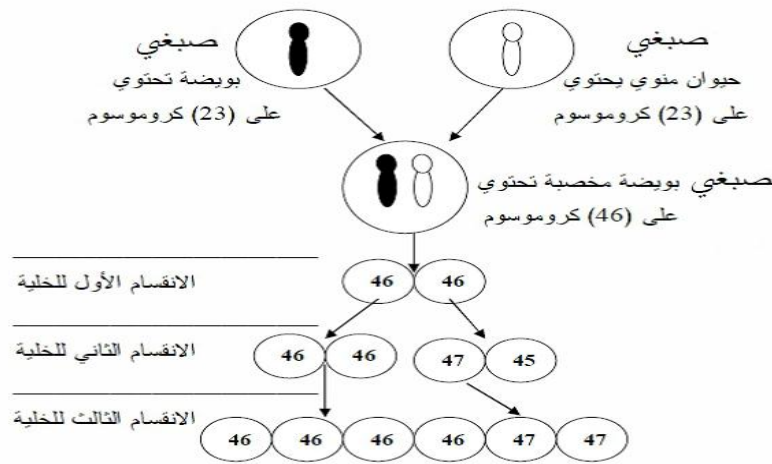 صبغي
حيوان منوي يحتوي
على (23) كروموسوم
صبغي
بويضة تحتوي
على (23) كروموسوم
صبغي بويضة مخصبة تحتوي
على (46) كروموسوم
الانقسام الأول للخلية
46 46
الانقسام الثاني للخلية
46 46 47 45
الانقسام الثالث للخلية
46 46 46 46 47 47